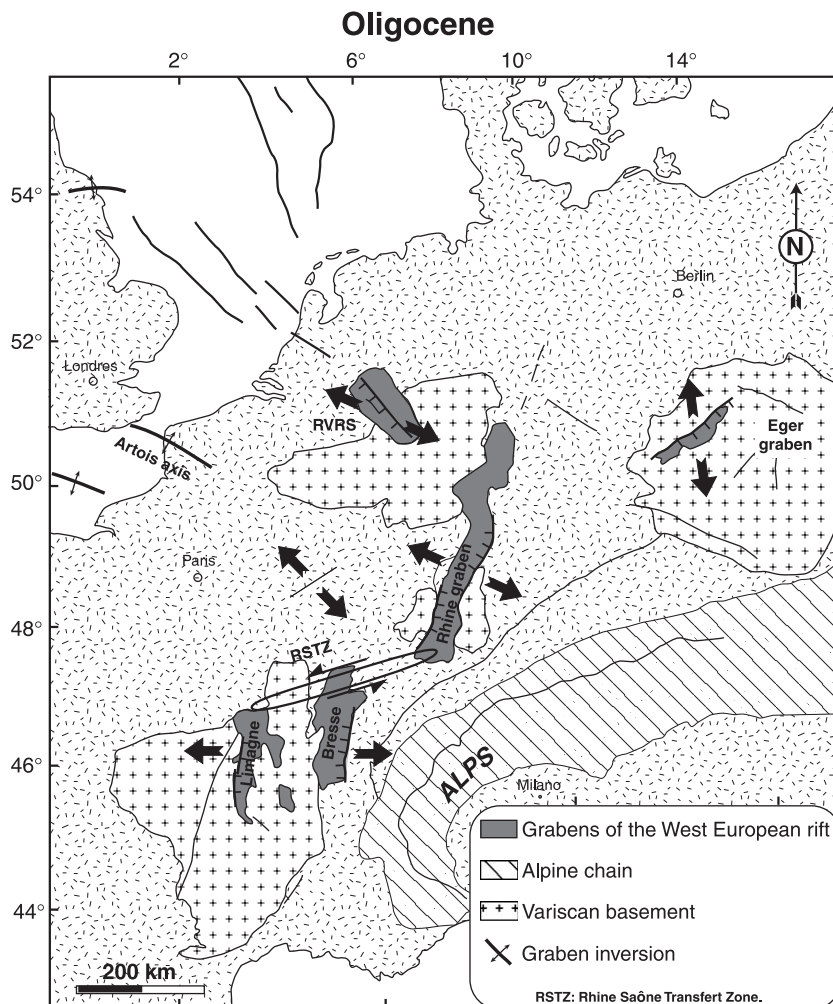 Oligocene
2°
6°
10°
14°
54°
N
Berlin
52°
Londres
RVRS
Artois axis
Eger
graben
50°
Paris
Rhine graben
48°
RSTZ
46°
Limagne
Bresse
ALPS
Milano
Grabens of the West European rift
Alpine chain
Variscan basement
44°
Graben inversion
200 km
RSTZ: Rhine Saône Transfert Zone.